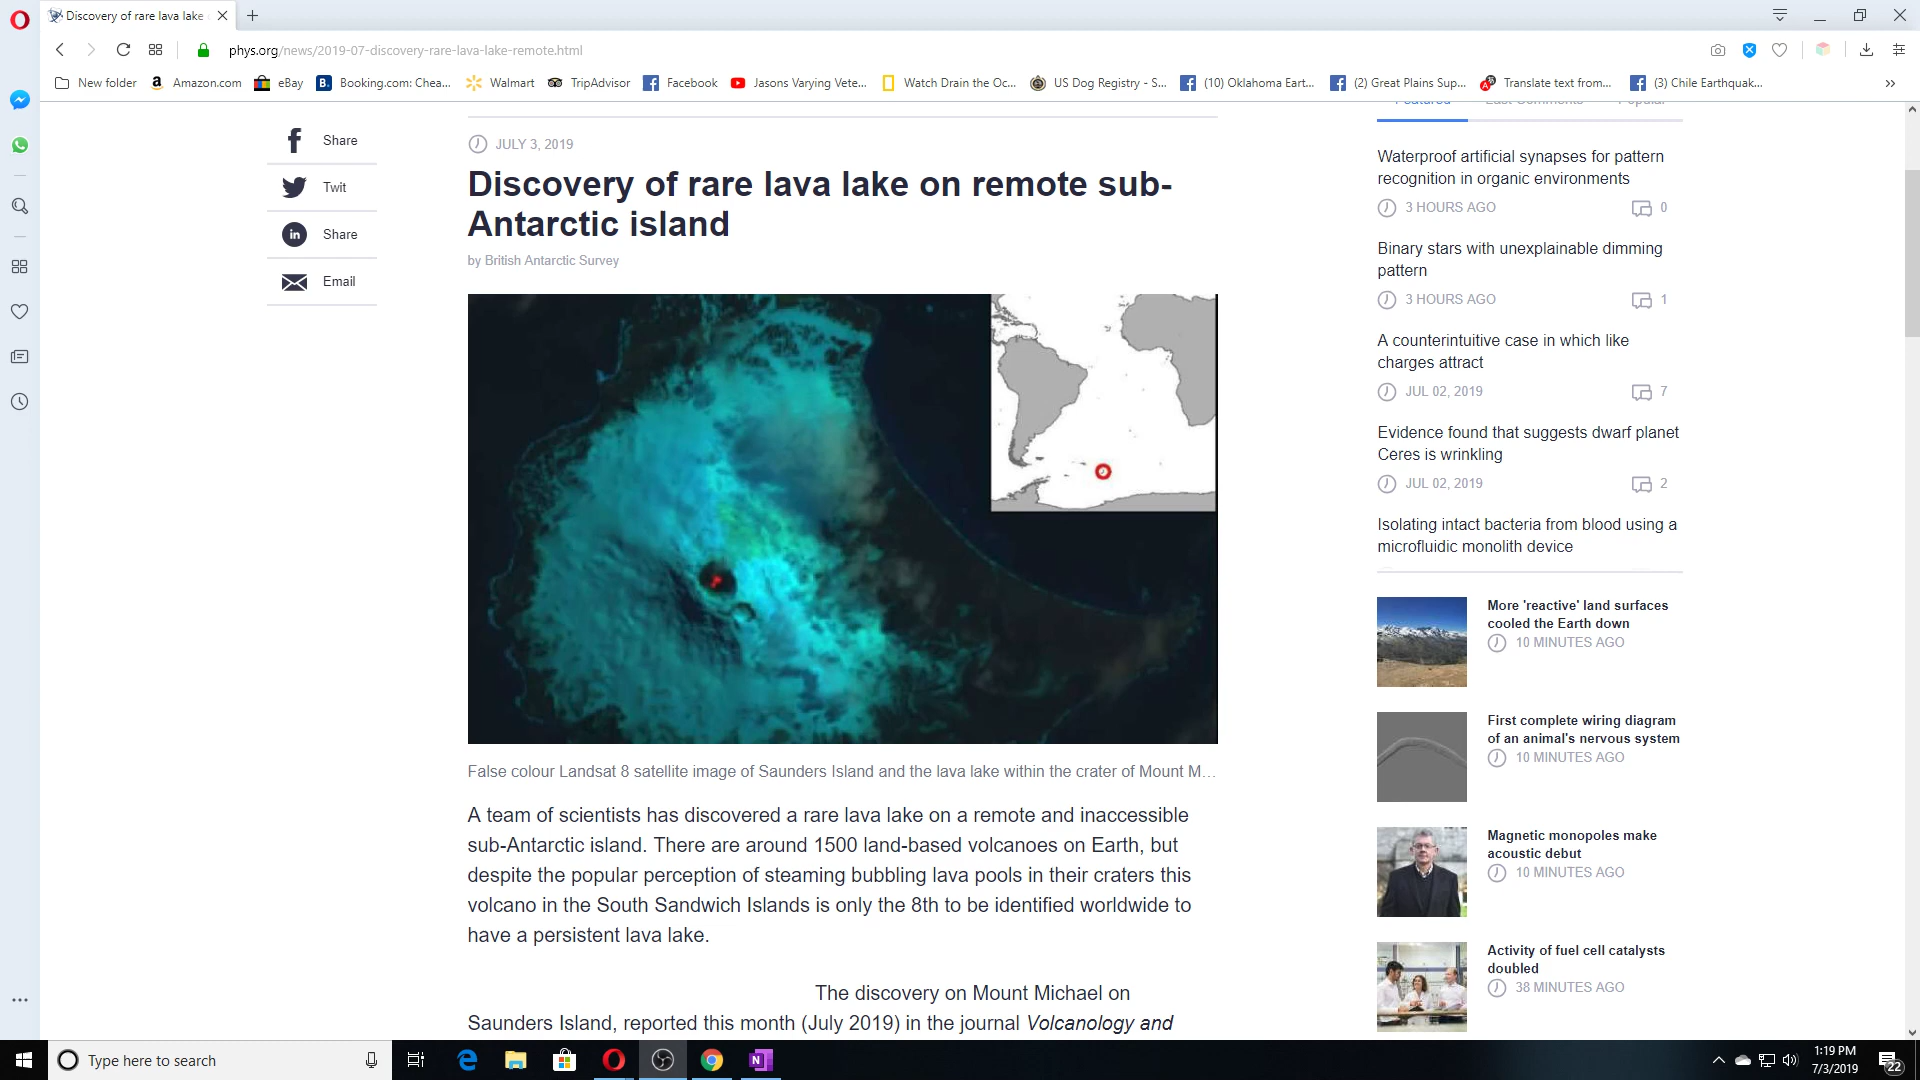 Discovery of rare lava lake
phys.org/news/2019-07-discovery-rare-lava-lake-remote.html
New folder
Amazon.com
eBay
Booking.com: Chea...
Walmart
TripAdvisor
Facebook
Jasons Varying Vete...
Watch Drain the Oc...
US Dog Registry - S...
(10) Oklahoma Eart...
(2) Great Plains Sup...
Translate text from...
(3) Chile Earthquak...
Share
Twit
Share
Email
JULY 3, 2019
Discovery of rare lava lake on remote sub-
Antarctic island
by British Antarctic Survey
False colour Landsat 8 satellite image of Saunders Island and the lava lake within the crater of Mount M...
A team of scientists has discovered a rare lava lake on a remote and inaccessible
sub-Antarctic island. There are around 1500 land-based volcanoes on Earth, but
despite the popular perception of steaming bubbling lava pools in their craters this
volcano in the South Sandwich Islands is only the 8th to be identified worldwide to
have a persistent lava lake.
The discovery on Mount Michael on
Saunders Island, reported this month (July 2019) in the journal Volcanology and
Featured Last Comments Popular
Waterproof artificial synapses for pattern
recognition in organic environments
3 HOURS AGO 0
Binary stars with unexplainable dimming
pattern
3 HOURS AGO 1
A counterintuitive case in which like
charges attract
JUL 02, 2019 7
Evidence found that suggests dwarf planet
Ceres is wrinkling
JUL 02, 2019 2
Isolating intact bacteria from blood using a
microfluidic monolith device
More 'reactive' land surfaces
cooled the Earth down
10 MINUTES AGO
First complete wiring diagram
of an animal's nervous system
10 MINUTES AGO
Magnetic monopoles make
acoustic debut
10 MINUTES AGO
Activity of fuel cell catalysts
doubled
38 MINUTES AGO
Type here to search
1:19 PM
7/3/2019
22